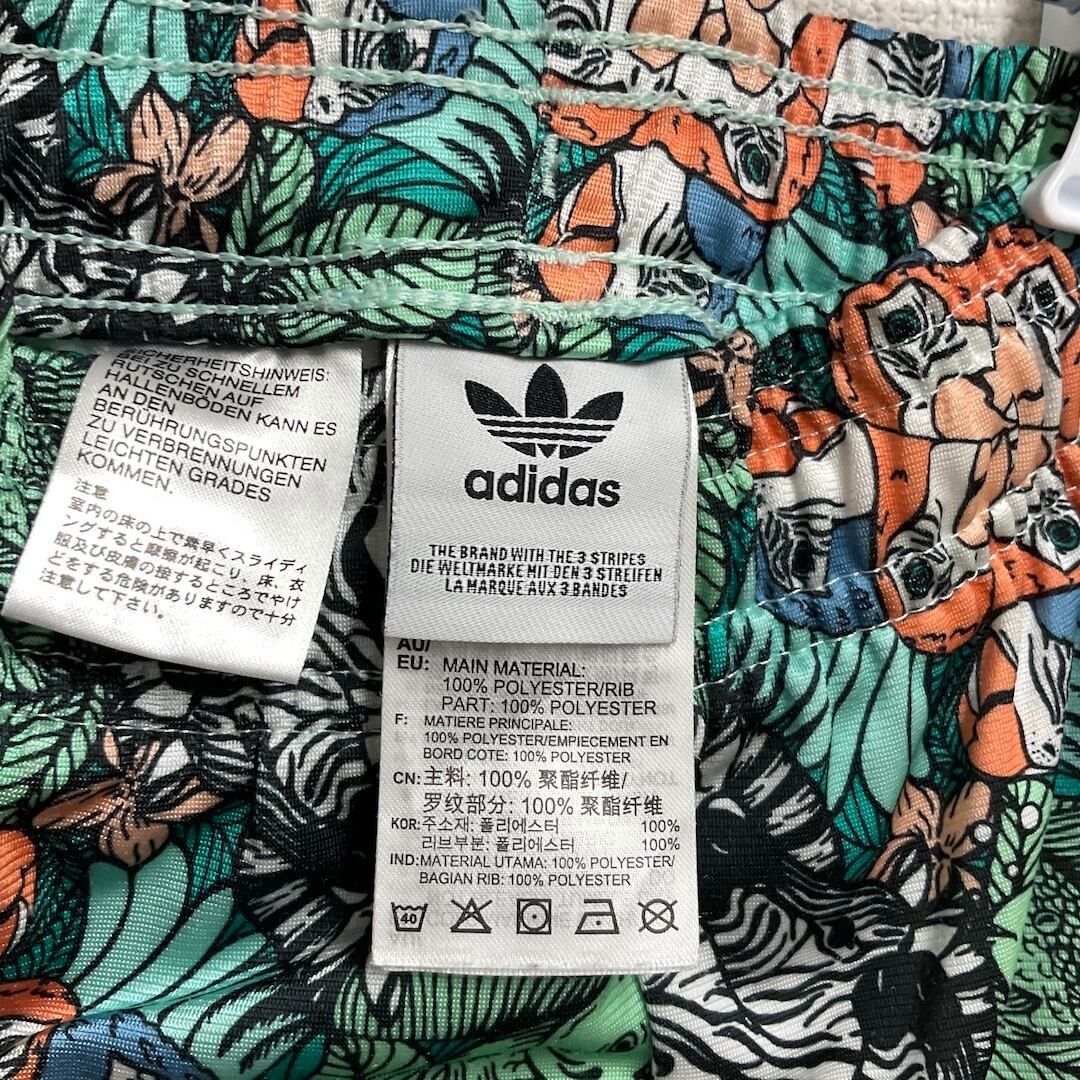 SICHERHEITSHINWEIS:
BEI ZU SCHNELLEM
RUTSCHEN AUF
HALLENBÖDEN KANN ES
AN DEN
BERÜHRUNGSPUNKTEN
ZU VERBRENNUNGEN
LEICHTEN GRADES
KOMMEN.
注意
室内の床の上で素早くスライディ
ングすると摩擦が起こり、床、衣
服及び皮膚の接するところでやけ
どをする危険がありますので十分
注意して下さい。
adidas
THE BRAND WITH THE 3 STRIPES
DIE WELTMARKE MIT DEN 3 STREIFEN
LA MARQUE AUX 3 BANDES
AU/
EU: MAIN MATERIAL:
100% POLYESTER/RIB
PART: 100% POLYESTER
F: MATIERE PRINCIPALE:
100% POLYESTER/EMPIECEMENT EN
BORD COTE: 100% POLYESTER
CN: 主料: 100% 聚酯纤维/
罗纹部分: 100% 聚酯纤维
KOR: 주소재: 폴리에스터 100%
리브부분: 폴리에스터 100%
IND: MATERIAL UTAMA: 100% POLYESTER/
BAGIAN RIB: 100% POLYESTER
40